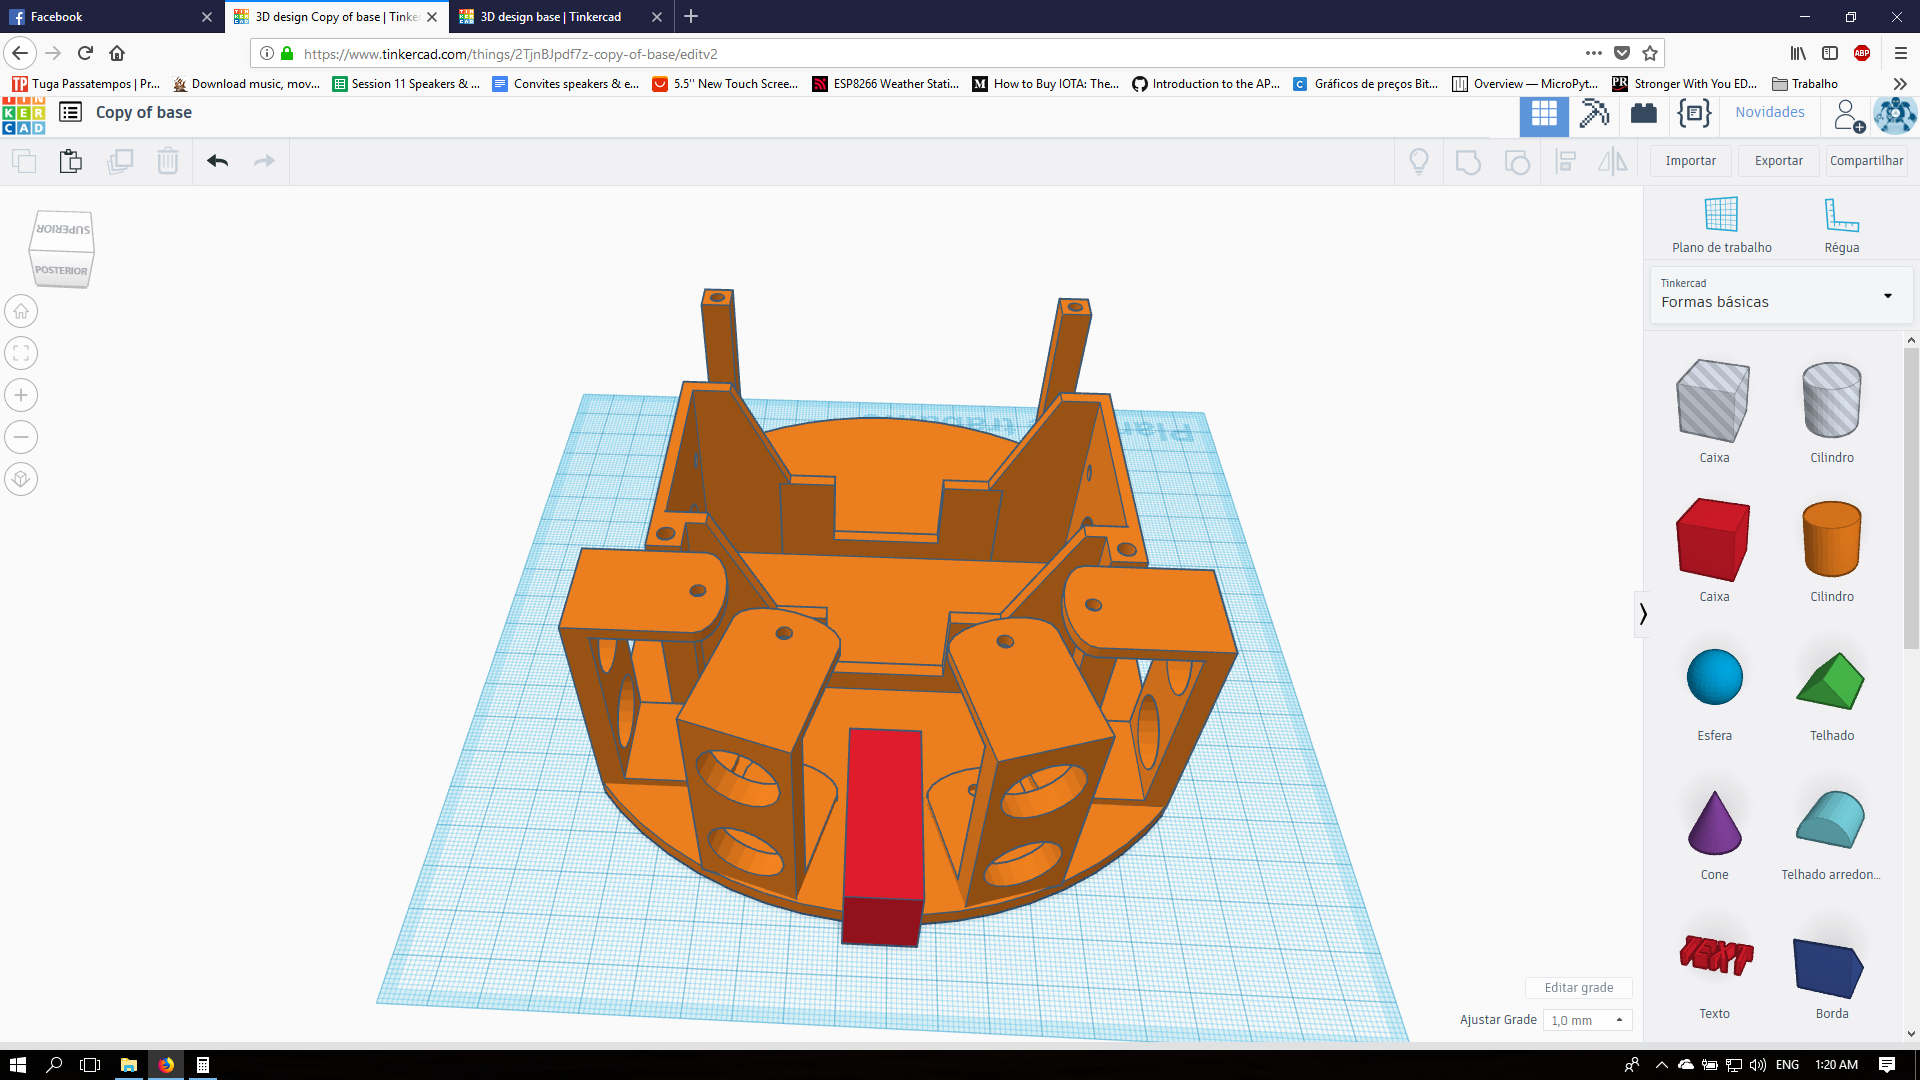 Facebook
3D design Copy of base | Tinke
3D design base | Tinkercad
https://www.tinkercad.com/things/2TjnBJpdf7z-copy-of-base/editv2
ABP
Tuga Passatempos | Pr...
Download music, mov...
Session 11 Speakers & ...
Convites speakers & e...
5.5'' New Touch Scree...
ESP8266 Weather Stati...
How to Buy IOTA: The...
Introduction to the AP...
Gráficos de preços Bit...
Overview — MicroPyt...
Stronger With You ED...
Trabalho
TIN
KER
CAD
Copy of base
Novidades
Importar
Exportar
Compartilhar
SUPERIOR
POSTERIOR
Plano de trabalho
Régua
Tinkercad
Formas básicas
Caixa
Cilindro
Caixa
Cilindro
Esfera
Telhado
Cone
Telhado arredon...
TEXT
Texto
Borda
Editar grade
Ajustar Grade
1,0 mm
ENG
1:20 AM